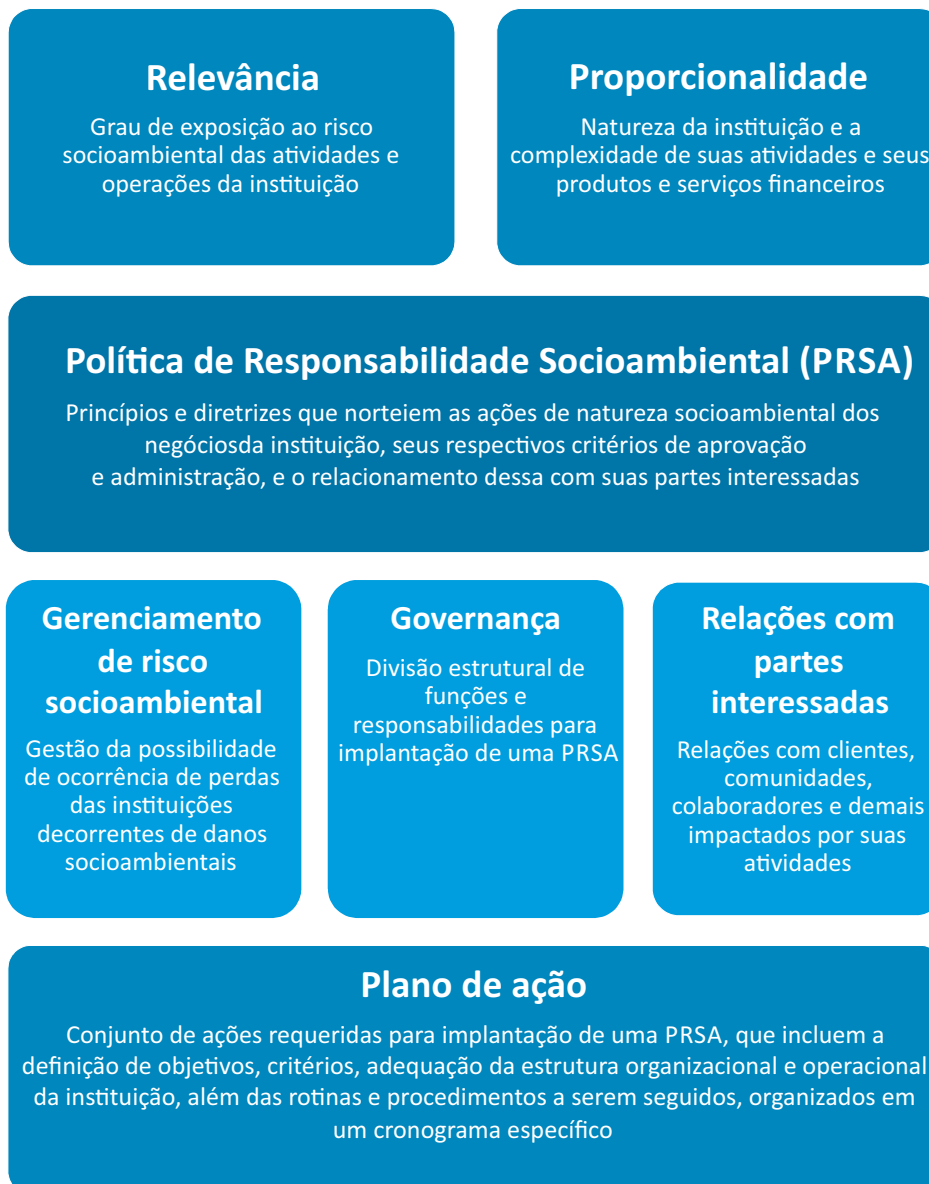 Relevância
Grau de exposição ao risco
socioambiental das atividades e
operações da instituição
Proporcionalidade
Natureza da instituição e a
complexidade de suas atividades e seus
produtos e serviços financeiros
Política de Responsabilidade Socioambiental (PRSA)
Princípios e diretrizes que norteiem as ações de natureza socioambiental dos
negóciosda instituição, seus respectivos critérios de aprovação
e administração, e o relacionamento dessa com suas partes interessadas
Gerenciamento
de risco
socioambiental
Gestão da possibilidade
de ocorrência de perdas
das instituições
decorrentes de danos
socioambientais
Governança
Divisão estrutural de
funções e
responsabilidades para
implantação de uma PRSA
Relações com
partes
interessadas
Relações com clientes,
comunidades,
colaboradores e demais
impactados por suas
atividades
Plano de ação
Conjunto de ações requeridas para implantação de uma PRSA, que incluem a
definição de objetivos, critérios, adequação da estrutura organizacional e operacional
da instituição, além das rotinas e procedimentos a serem seguidos, organizados em
um cronograma específico